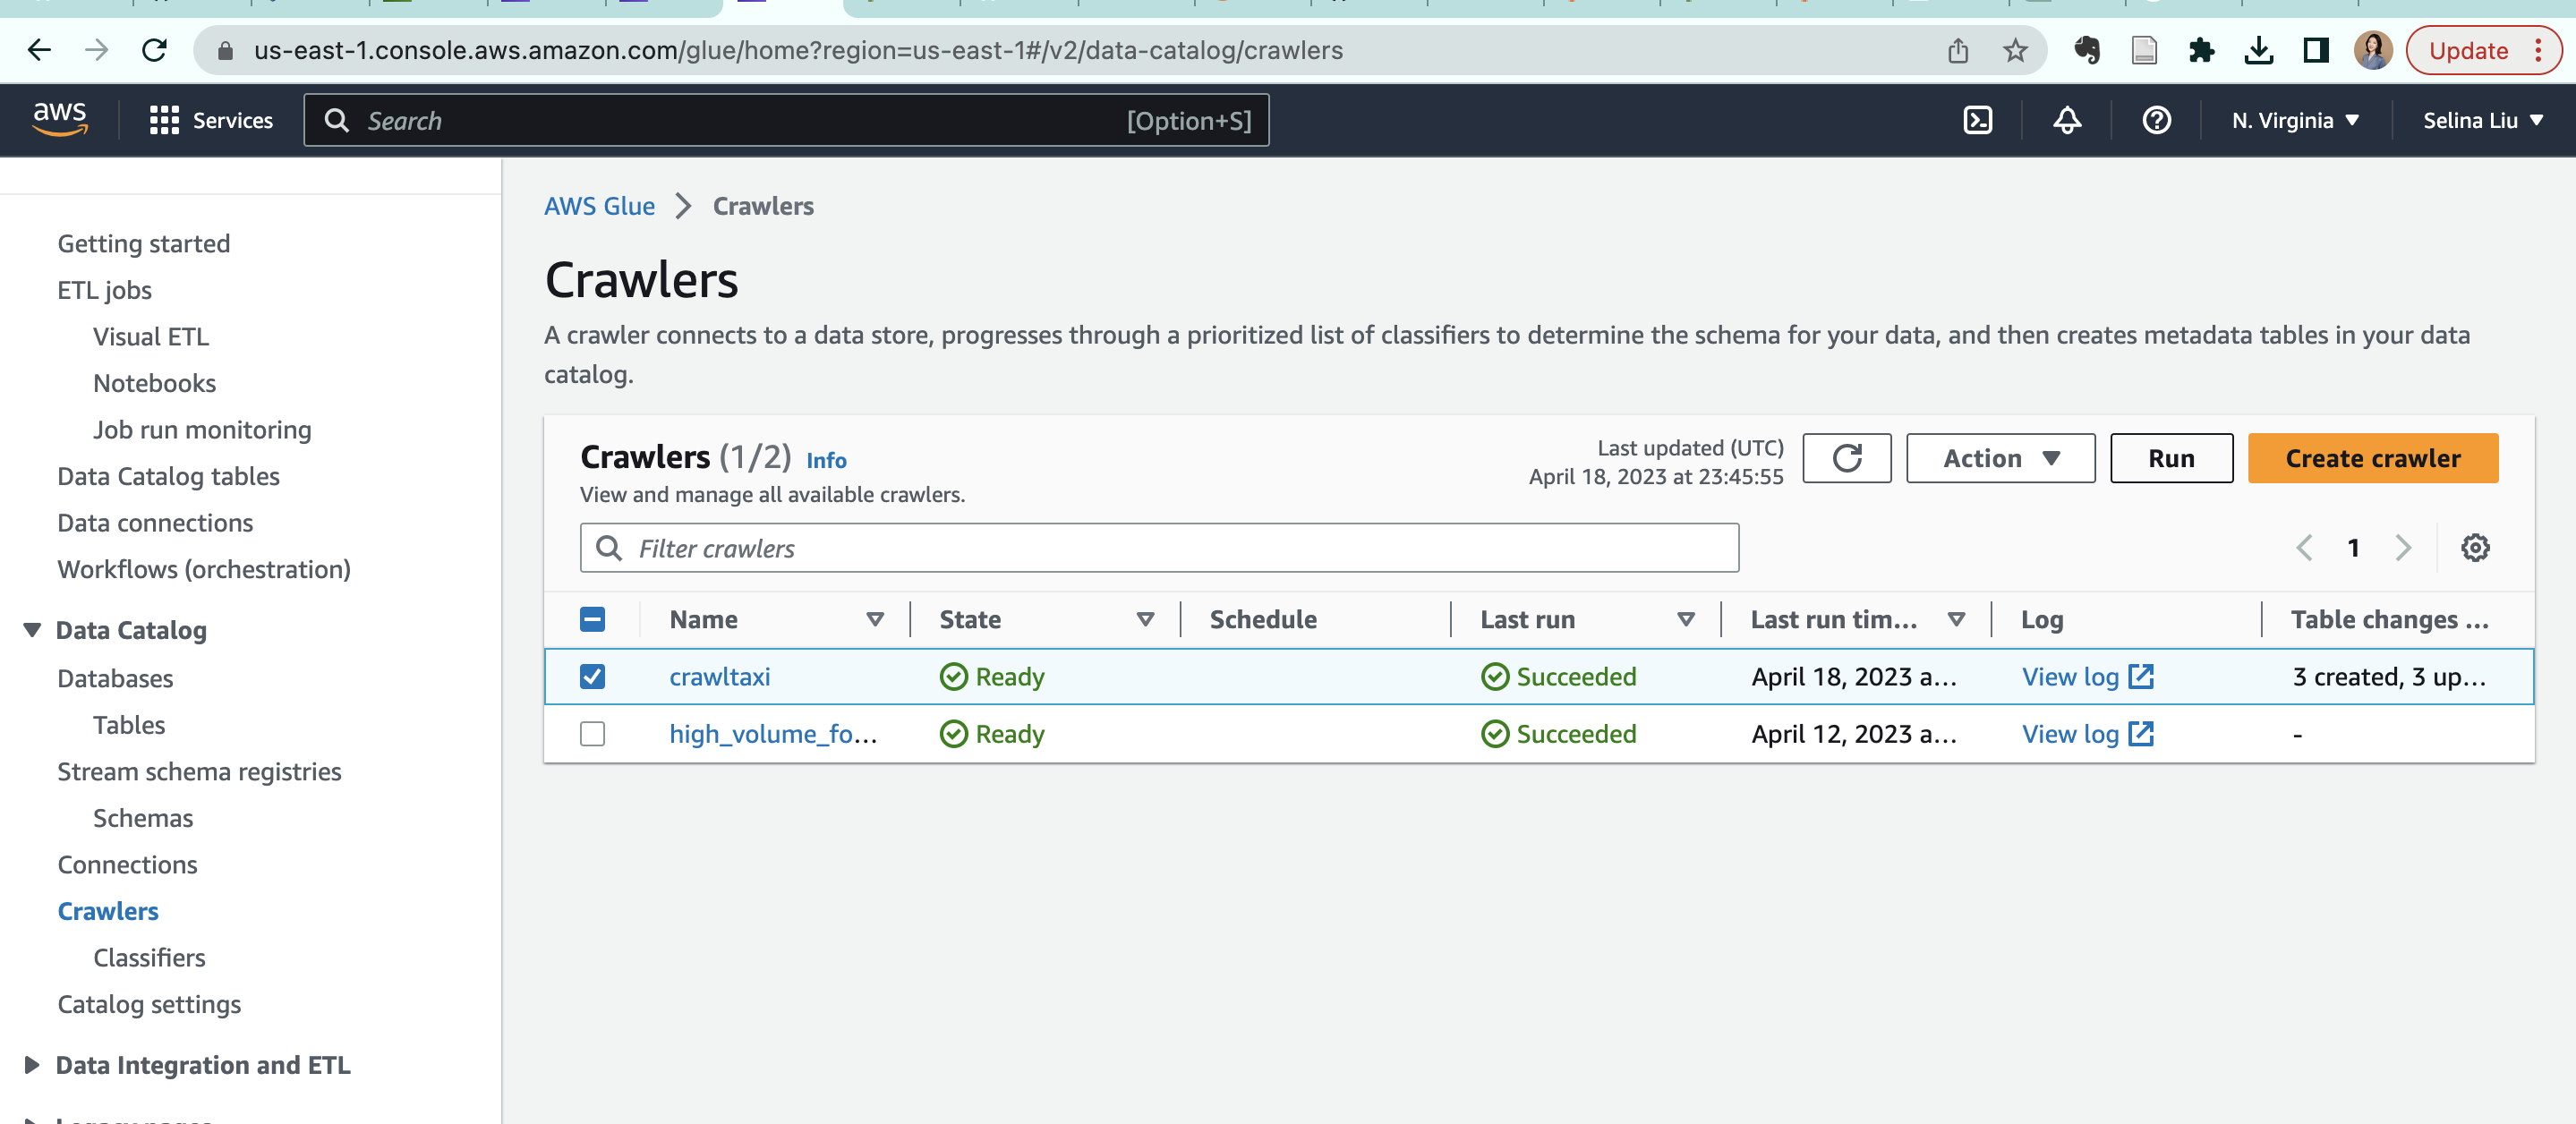 us-east-1.console.aws.amazon.com/glue/home?region=us-east-1#/v2/data-catalog/crawlers
Update
aws
Services
Search
[Option+S]
N. Virginia
Selina Liu
Getting started
ETL jobs
Visual ETL
Notebooks
Job run monitoring
Data Catalog tables
Data connections
Workflows (orchestration)
Data Catalog
Databases
Tables
Stream schema registries
Schemas
Connections
Crawlers
Classifiers
Catalog settings
Data Integration and ETL
AWS Glue
Crawlers
Crawlers
A crawler connects to a data store, progresses through a prioritized list of classifiers to determine the schema for your data, and then creates metadata tables in your data
catalog.
Crawlers (1/2) Info
View and manage all available crawlers.
Last updated (UTC)
April 18, 2023 at 23:45:55
Action
Run
Create crawler
Filter crawlers
1
Name State Schedule Last run Last run tim... Log Table changes ...
crawltaxi Ready Succeeded April 18, 2023 a... View log 3 created, 3 up...
high_volume_fo... Ready Succeeded April 12, 2023 a... View log -